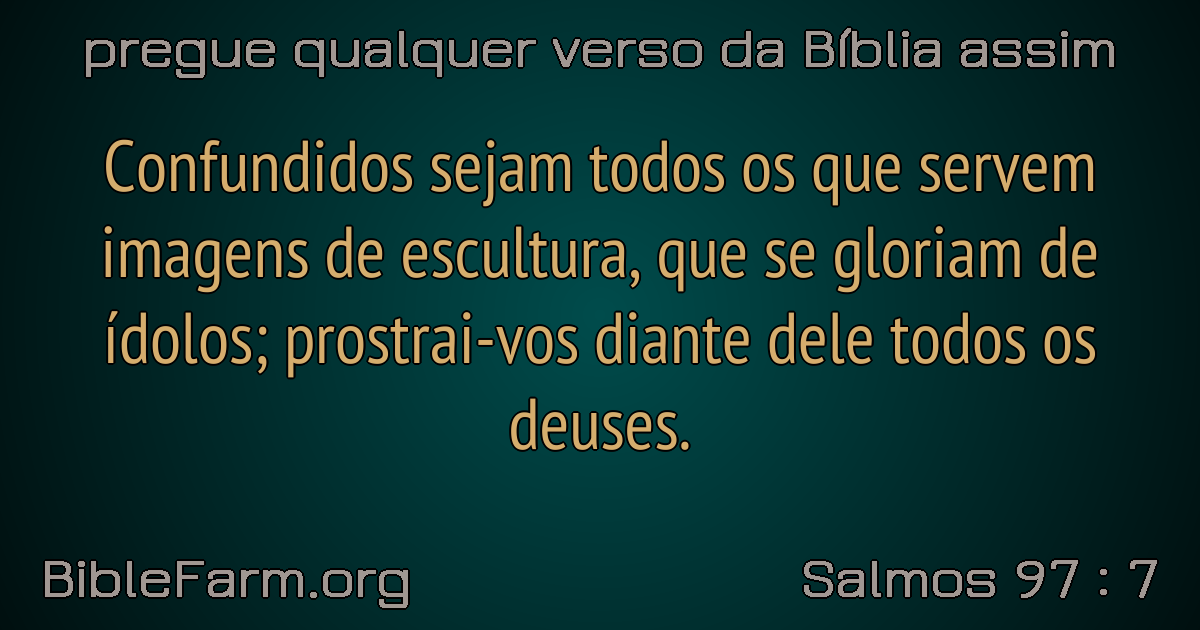 pregue qualquer verso da Bíblia assim
Confundidos sejam todos os que servem
imagens de escultura, que se gloriam de
ídolos; prostrai-vos diante dele todos os
deuses.
BibleFarm.org
Salmos 97 : 7